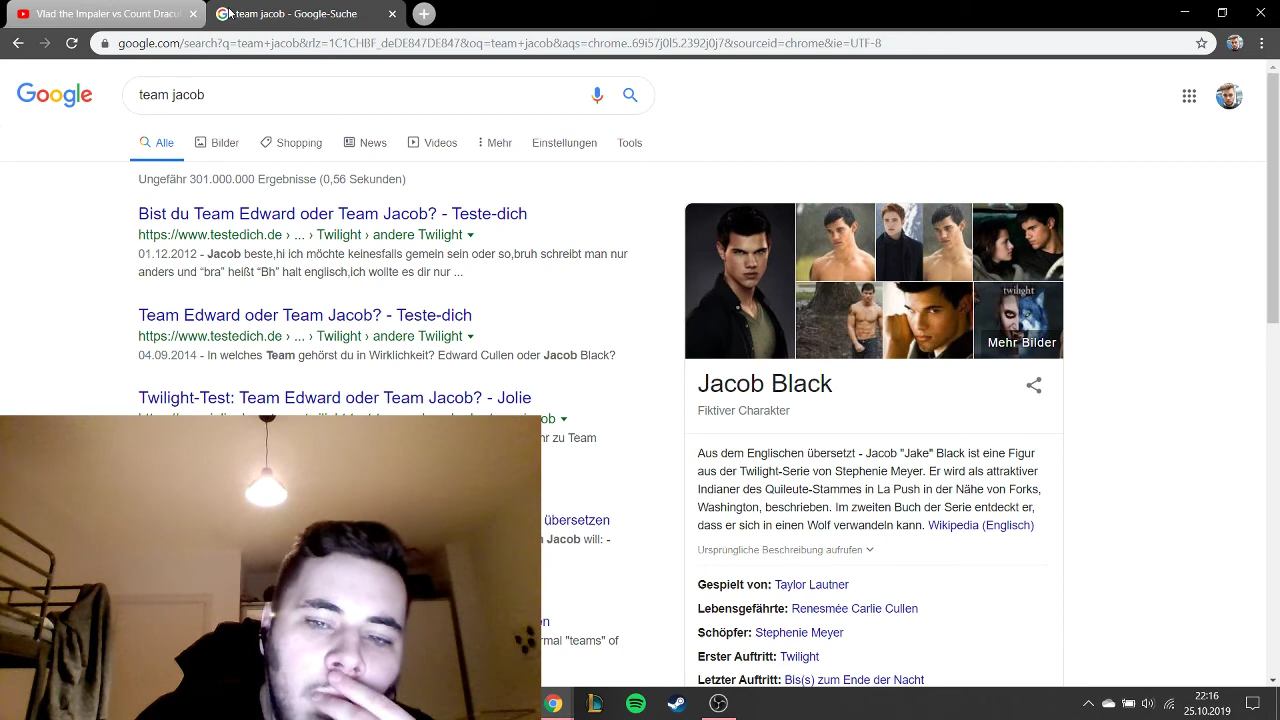 Vlad the Impaler vs Count Dracul
team jacob - Google-Suche
google.com/search?q=team+jacob&rlz=1C1CHBF_deDE847DE847&oq=team+jacob&aqs=chrome..69i57j0l5.2392j0j7&sourceid=chrome&ie=UTF-8
Google
team jacob
Alle Bilder Shopping News Videos Mehr Einstellungen Tools
Ungefähr 301.000.000 Ergebnisse (0,56 Sekunden)
Bist du Team Edward oder Team Jacob? - Teste-dich
https://www.testedich.de › ... › Twilight › andere Twilight
01.12.2012 - Jacob beste,hi ich möchte keinesfalls gemein sein oder so,bruh schreibt man nur
anders und “bra” heißt “Bh” halt englisch,ich wollte es dir nur ...
Team Edward oder Team Jacob? - Teste-dich
https://www.testedich.de › ... › Twilight › andere Twilight
04.09.2014 - In welches Team gehörst du in Wirklichkeit? Edward Cullen oder Jacob Black?
Twilight-Test: Team Edward oder Team Jacob? - Jolie
ob
hr zu Team
übersetzen
Jacob will: -
en
rmal "teams" of
twilight
Mehr Bilder
Jacob Black
Fiktiver Charakter
Aus dem Englischen übersetzt - Jacob "Jake" Black ist eine Figur
aus der Twilight-Serie von Stephenie Meyer. Er wird als attraktiver
Indianer des Quileute-Stammes in La Push in der Nähe von Forks,
Washington, beschrieben. Im zweiten Buch der Serie entdeckt er,
dass er sich in einen Wolf verwandeln kann. Wikipedia (Englisch)
Ursprüngliche Beschreibung aufrufen
Gespielt von: Taylor Lautner
Lebensgefährte: Renesmée Carlie Cullen
Schöpfer: Stephenie Meyer
Erster Auftritt: Twilight
Letzter Auftritt: Bis(s) zum Ende der Nacht
22:16
25.10.2019